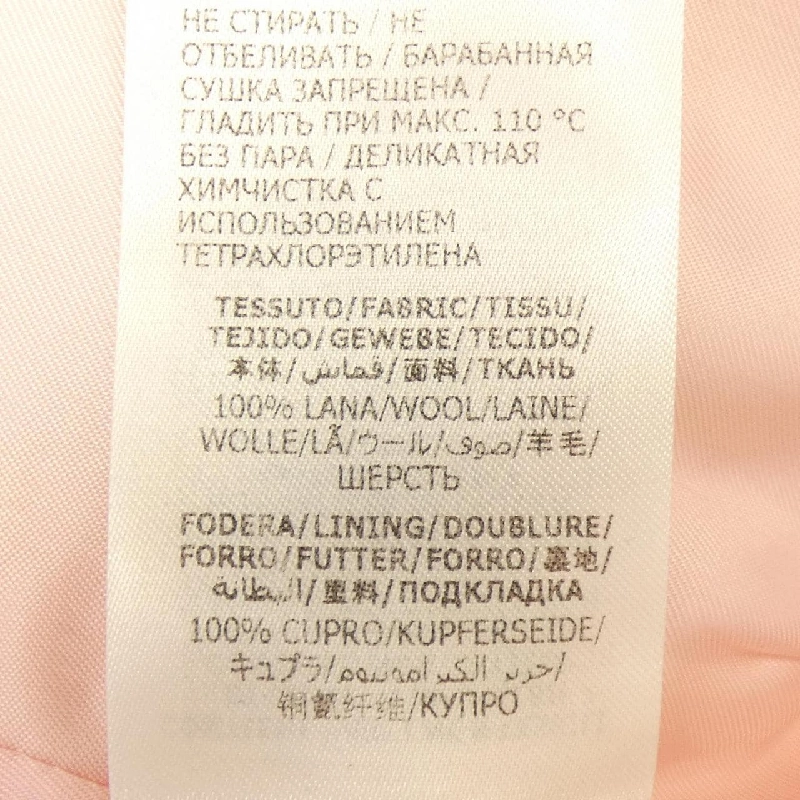 НЕ СТИРАТЬ / НЕ
ОТБЕЛИВАТЬ / БАРАБАННАЯ
СУШКА ЗАПРЕЩЕНА /
ГЛАДИТЬ ПРИ МАКС. 110 °C
БЕЗ ПАРА / ДЕЛИКАТНАЯ
ХИМЧИСТКА С
ИСПОЛЬЗОВАНИЕМ
ТЕТРАХЛОРЭТИЛЕНА
TESSUTO/FABRIC/TISSU/
TEJIDO/GEWEBE/TECIDO/
本体/قماش/面料/ТКАНЬ
100% LANA/WOOL/LAINE/
WOLLE/LÃ/ウール/صوف/羊毛/
ШЕРСТЬ
FODERA/LINING/DOUBLURE/
FORRO/FUTTER/FORRO/裏地/
البطانة/里料/ПОДКЛАДКА
100% CUPRO/KUPFERSEIDE/
キュプラ/حرير الكبرامونيوم/
铜氨纤维/КУПРО